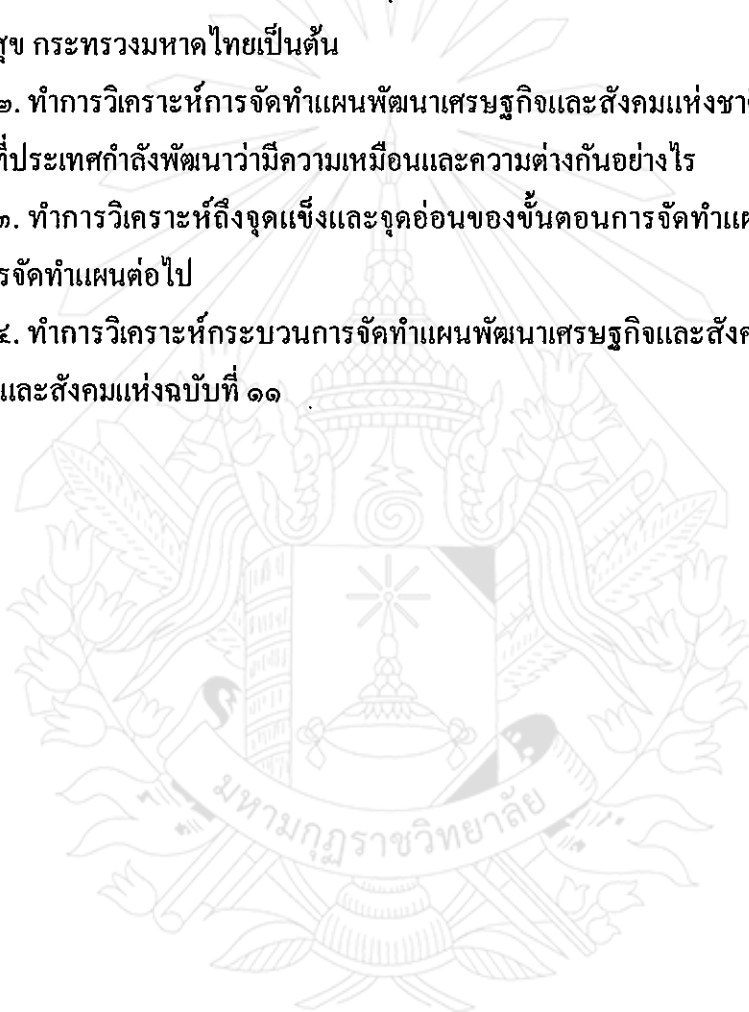 สุข กระทรวงมหาดไทยเป็นต้น
๒. ทำการวิเคราะห์การจัดทำแผนพัฒนาเศรษฐกิจและสังคมแห่งชา
ที่ประเทศกำลังพัฒนาว่ามีความเหมือนและความต่างกันอย่างไร
๓. ทำการวิเคราะห์ถึงจุดแข็งและจุดอ่อนของขั้นตอนการจัดทำแผ
รจัดทำแผนต่อไป
๔. ทำการวิเคราะห์กระบวนการจัดทำแผนพัฒนาเศรษฐกิจและสังค
และสังคมแห่งฉบับที่ ๑๑
มหามกุฏราชวิทยาลัย